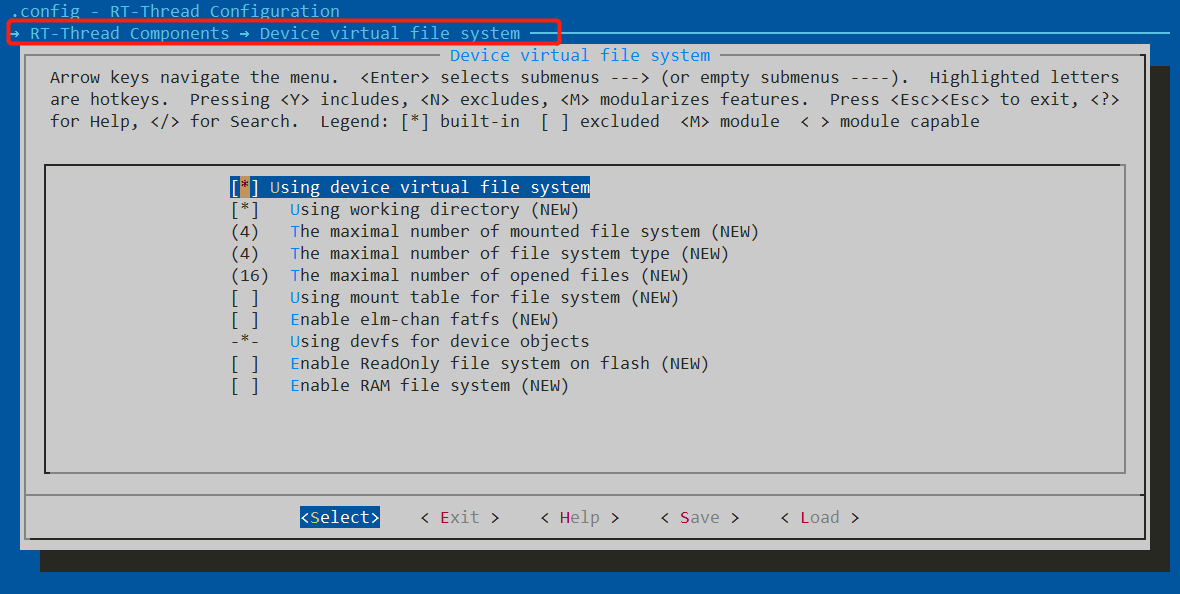 .config - RT-Thread Configuration
→ RT-Thread Components → Device virtual file system
Device virtual file system
Arrow keys navigate the menu.  <Enter> selects submenus ---> (or empty submenus ----).  Highlighted letters
are hotkeys.  Pressing <Y> includes, <N> excludes, <M> modularizes features.  Press <Esc><Esc> to exit, <?>
for Help, </> for Search.  Legend: [*] built-in  [ ] excluded  <M> module  < > module capable
[*] Using device virtual file system
[*]   Using working directory (NEW)
(4)   The maximal number of mounted file system (NEW)
(4)   The maximal number of file system type (NEW)
(16)  The maximal number of opened files (NEW)
[ ]   Using mount table for file system (NEW)
[ ]   Enable elm-chan fatfs (NEW)
-*-   Using devfs for device objects
[ ]   Enable ReadOnly file system on flash (NEW)
[ ]   Enable RAM file system (NEW)
<Select>    < Exit >    < Help >    < Save >    < Load >